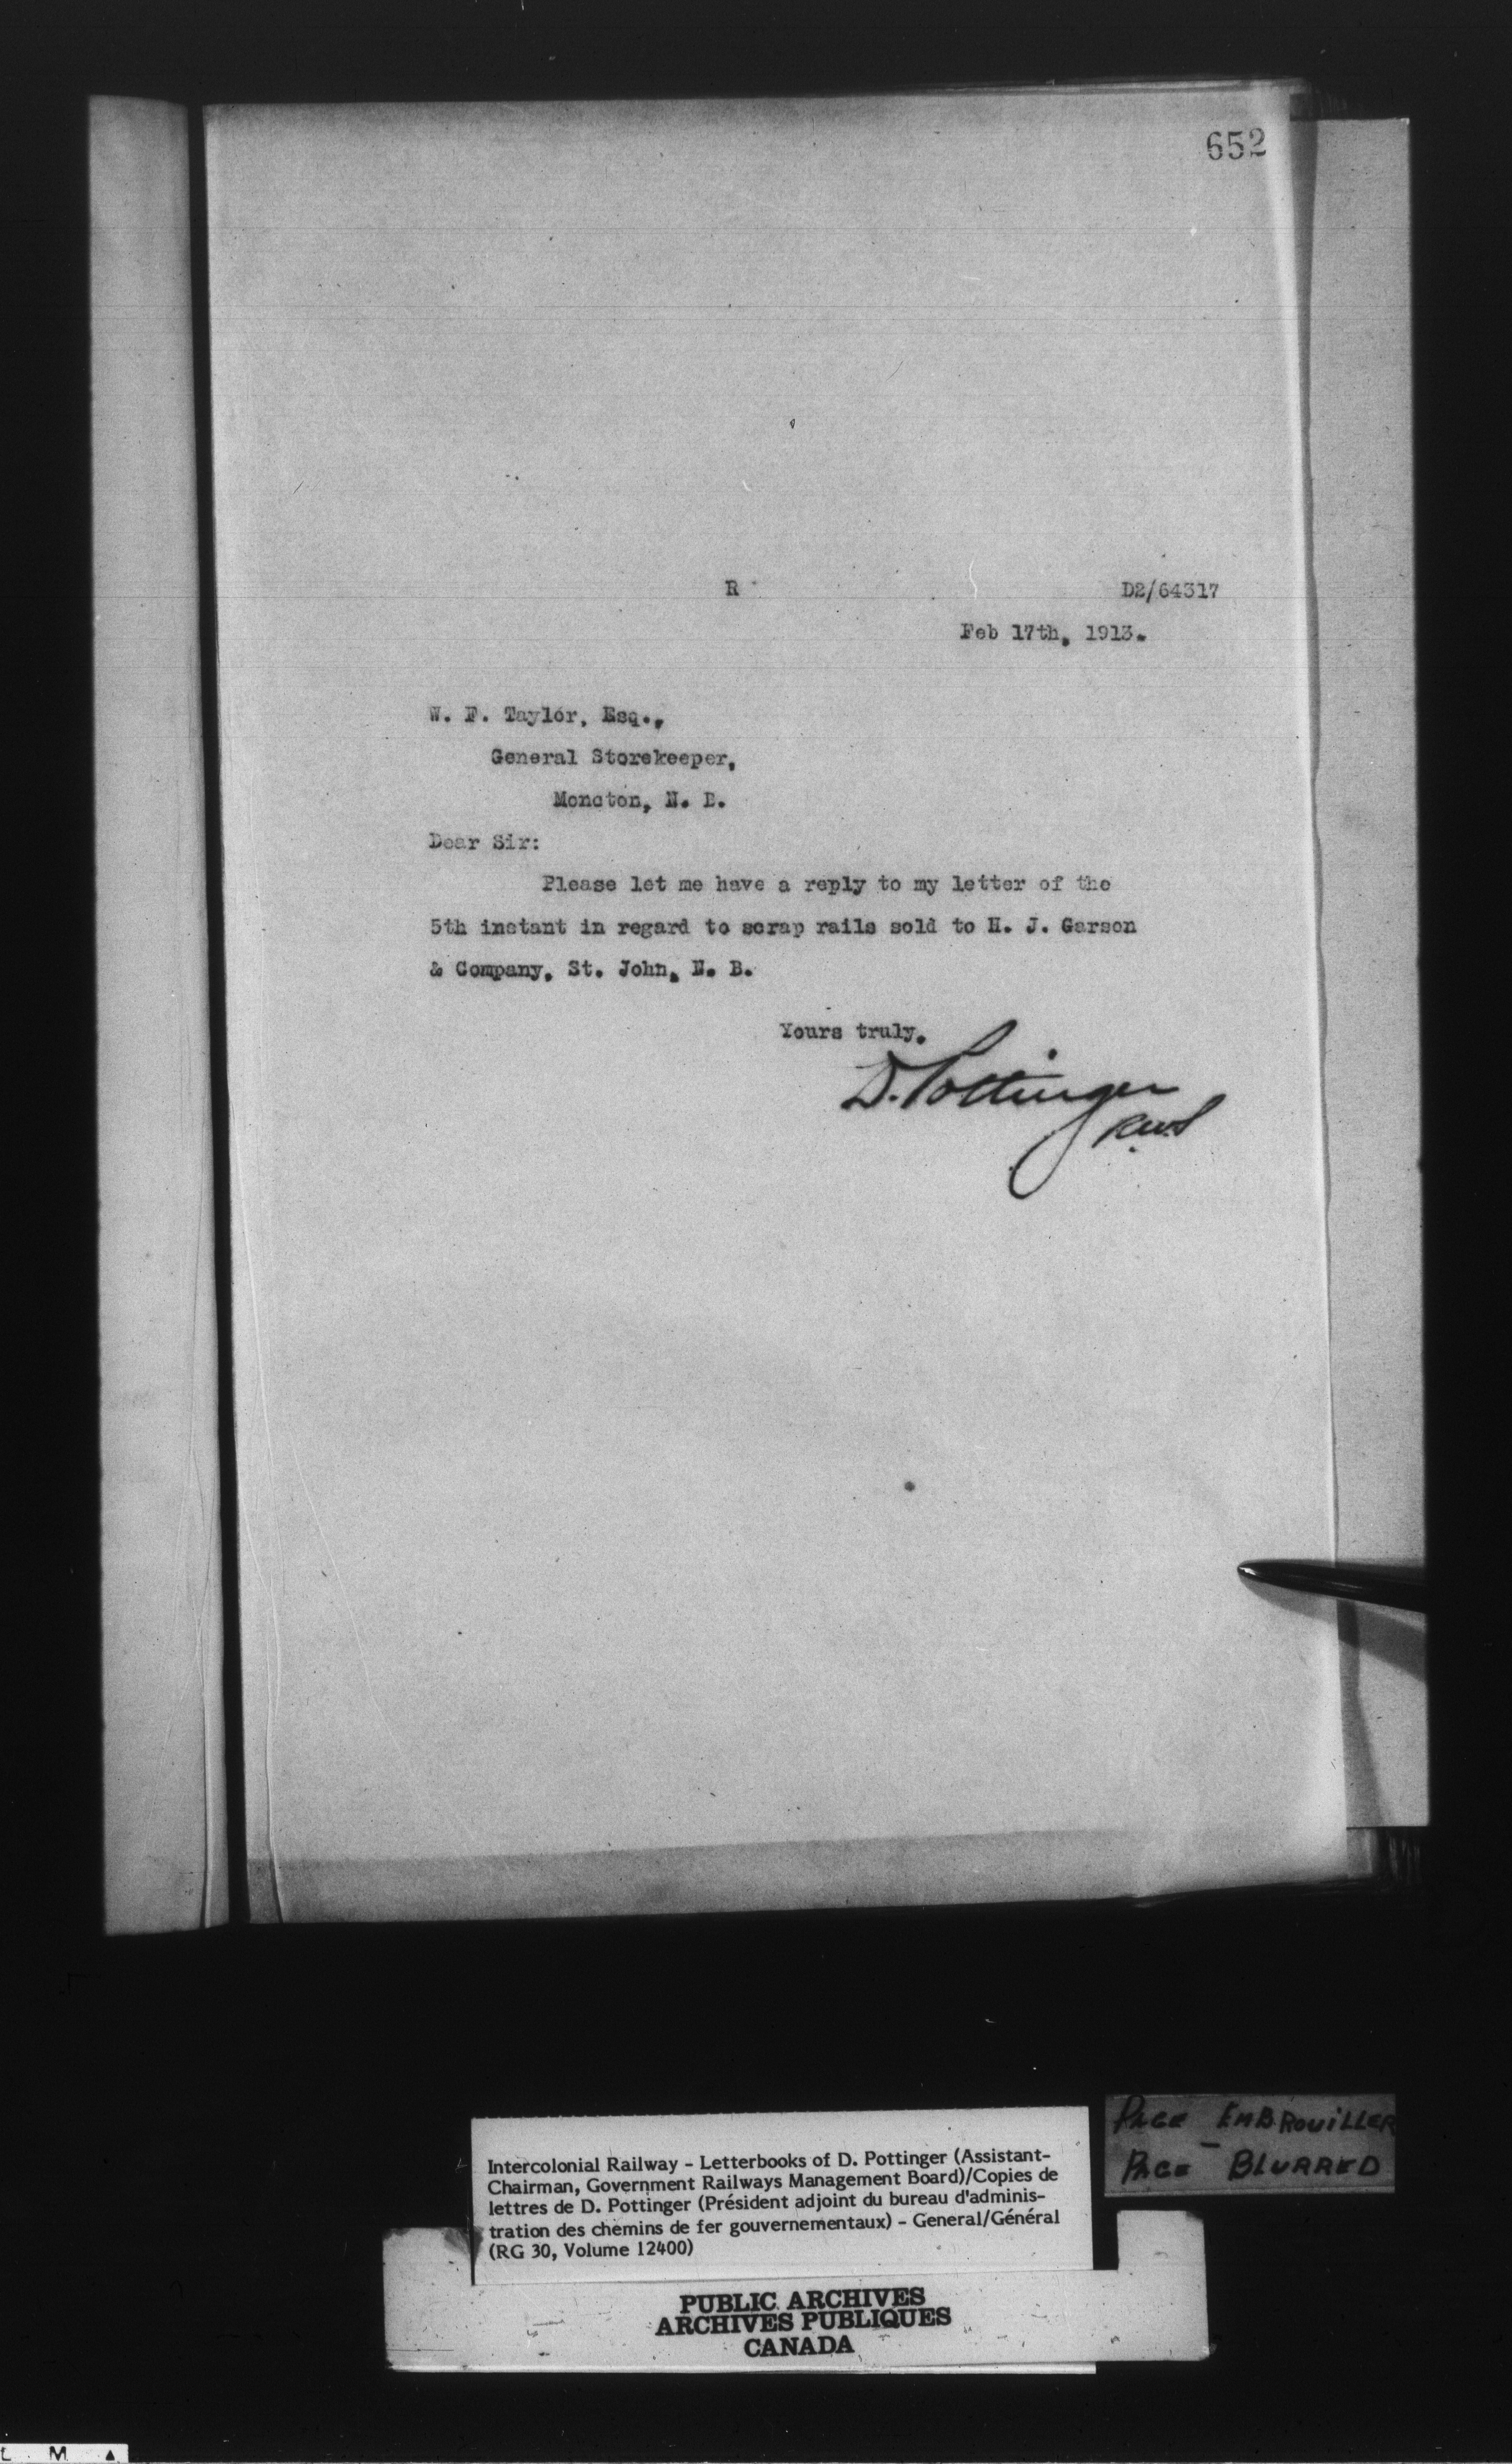 652
R D2/64317
Feb 17th, 1913.
W. F. Taylor, Esq.,
General Storekeeper,
Moncton, N. B.
Dear Sir:
Please let me have a reply to my letter of the
5th instant in regard to scrap rails sold to H. J. Garson
& Company, St. John, N. B.
Yours truly.
D. Pottinger
Intercolonial Railway - Letterbooks of D. Pottinger (Assistant-
Chairman, Government Railways Management Board)/Copies de
lettres de D. Pottinger (Président adjoint du bureau d'adminis-
tration des chemins de fer gouvernementaux) - General/Général
(RG 30, Volume 12400)
PAGE EMBROUILLER
PAGE BLURRED
PUBLIC ARCHIVES
ARCHIVES PUBLIQUES
CANADA